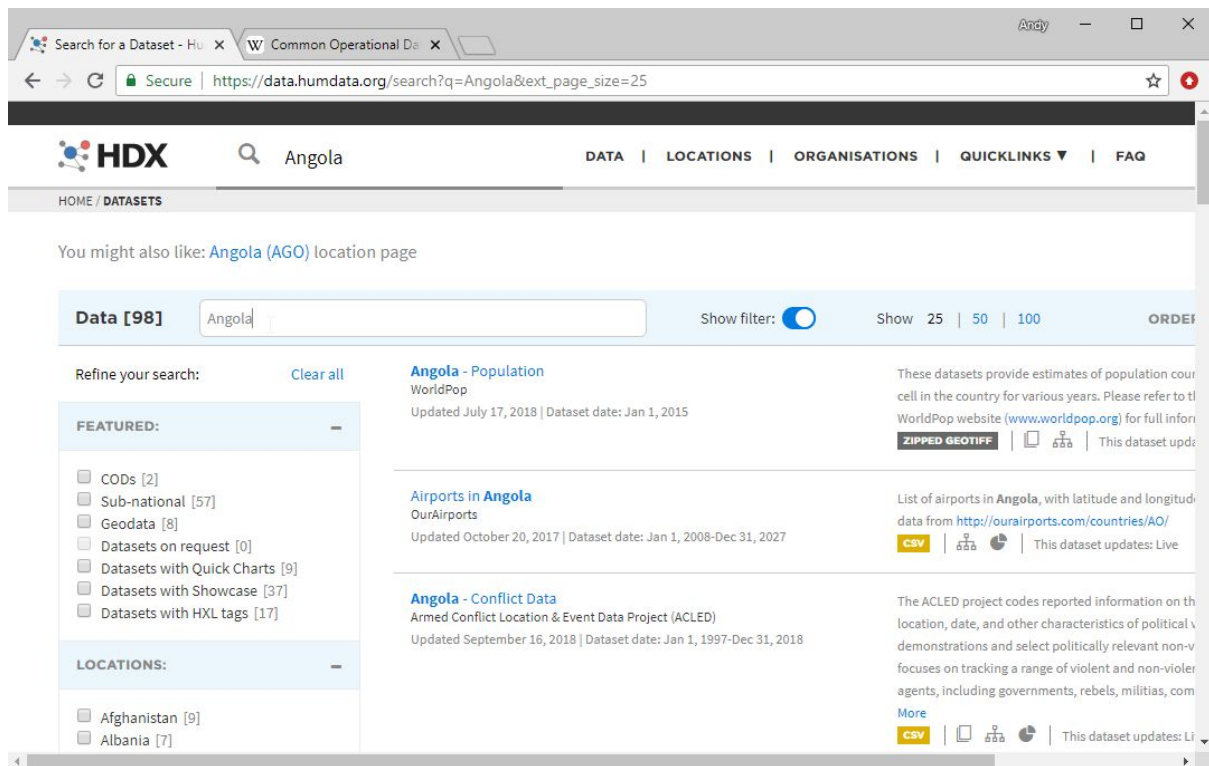 Andy
Search for a Dataset - Hu
W Common Operational Da
Secure | https://data.humdata.org/search?q=Angola&ext_page_size=25
HDX Angola DATA | LOCATIONS | ORGANISATIONS | QUICKLINKS ▼ | FAQ
HOME / DATASETS
You might also like: Angola (AGO) location page
Data [98] Angola Show filter: Show 25 | 50 | 100 ORDER
Refine your search: Clear all
FEATURED:
CODs [2]
Sub-national [57]
Geodata [8]
Datasets on request [0]
Datasets with Quick Charts [9]
Datasets with Showcase [37]
Datasets with HXL tags [17]
LOCATIONS:
Afghanistan [9]
Albania [7]
Angola - Population
WorldPop
Updated July 17, 2018 | Dataset date: Jan 1, 2015
These datasets provide estimates of population coun
cell in the country for various years. Please refer to th
WorldPop website (www.worldpop.org) for full inform
ZIPPED GEOTIFF | This dataset upda
Airports in Angola
OurAirports
Updated October 20, 2017 | Dataset date: Jan 1, 2008-Dec 31, 2027
List of airports in Angola, with latitude and longitud
data from http://ourairports.com/countries/AO/
CSV | This dataset updates: Live
Angola - Conflict Data
Armed Conflict Location & Event Data Project (ACLED)
Updated September 16, 2018 | Dataset date: Jan 1, 1997-Dec 31, 2018
The ACLED project codes reported information on th
location, date, and other characteristics of political v
demonstrations and select politically relevant non-v
focuses on tracking a range of violent and non-violen
agents, including governments, rebels, militias, com
More
CSV | This dataset updates: Li